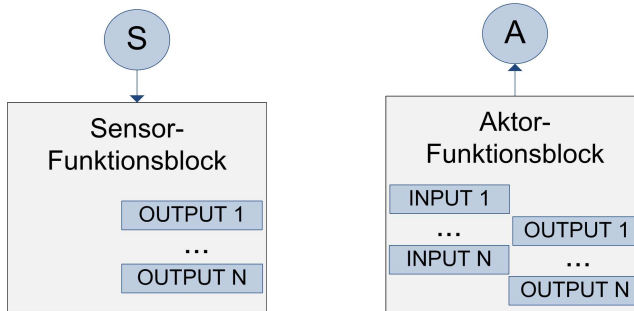 S
Sensor-
Funktionsblock
OUTPUT 1
...
OUTPUT N
A
Aktor-
Funktionsblock
INPUT 1
...
INPUT N
OUTPUT 1
...
OUTPUT N